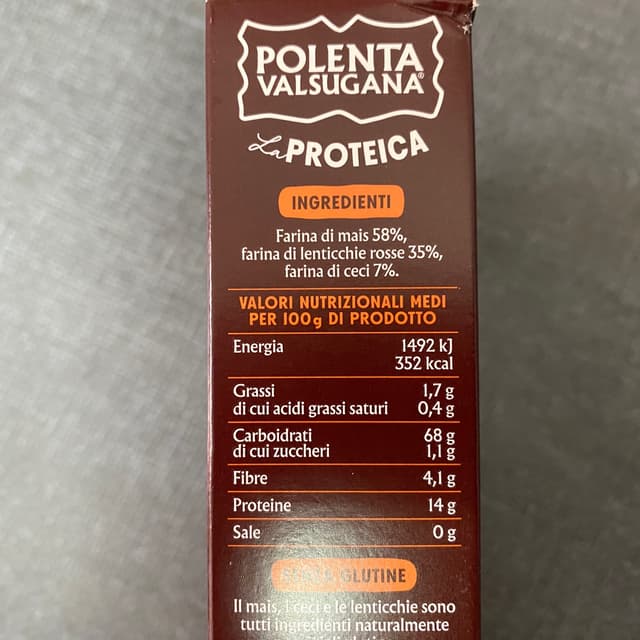 POLENTA
VALSUGANA®
La PROTEICA
INGREDIENTI
Farina di mais 58%,
farina di lenticchie rosse 35%,
farina di ceci 7%.
VALORI NUTRIZIONALI MEDI
PER 100g DI PRODOTTO
Energia 1492 kJ
352 kcal
Grassi 1,7 g
di cui acidi grassi saturi 0,4 g
Carboidrati 68 g
di cui zuccheri 1,1 g
Fibre 4,1 g
Proteine 14 g
Sale 0 g
GLUTINE
Il mais, i ceci e le lenticchie sono
tutti ingredienti naturalmente